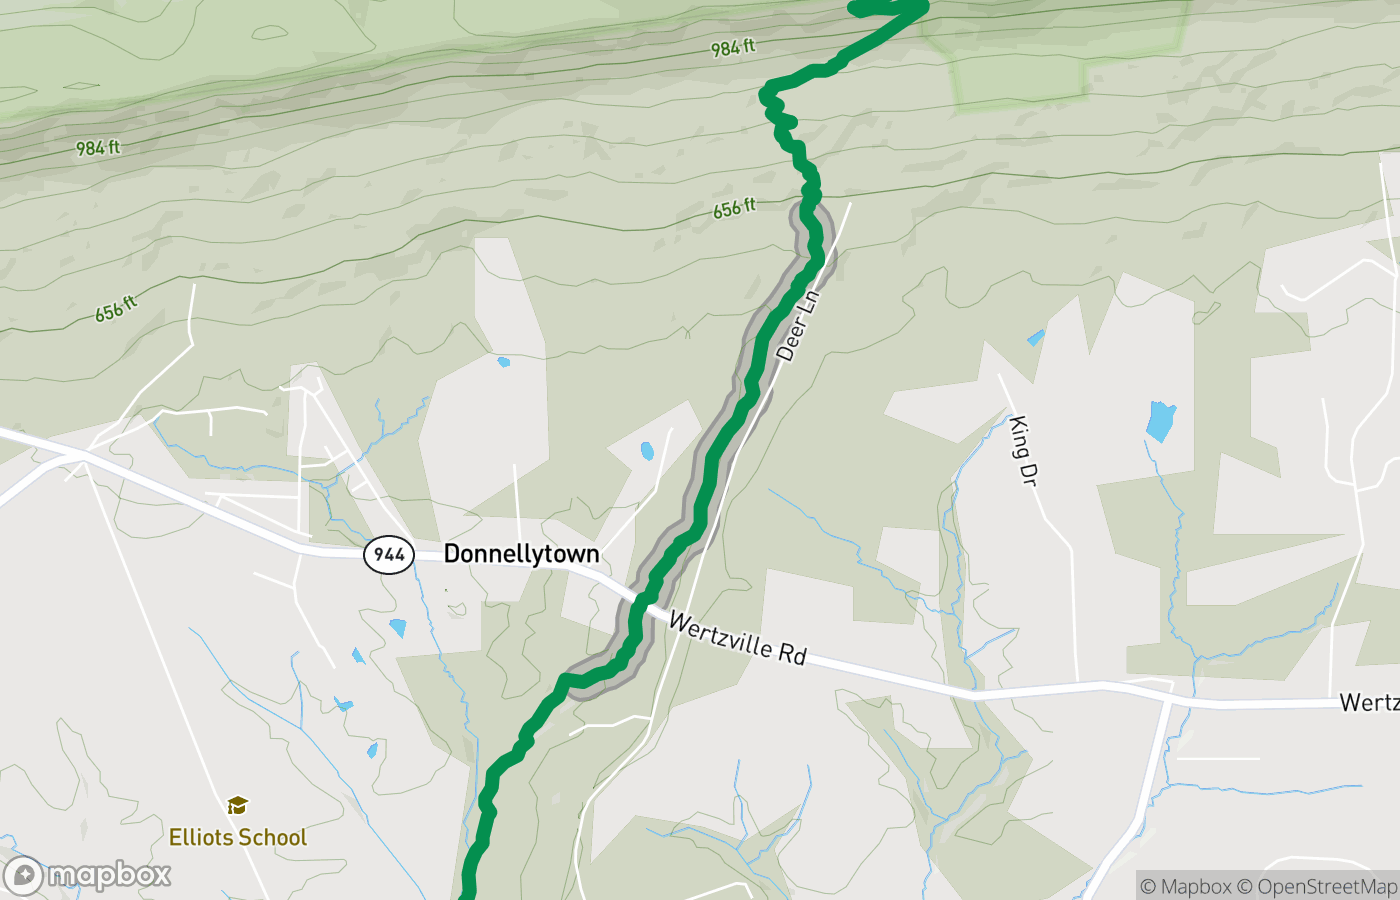 984 ft
984 ft
656 ft
656 ft
Deer Ln
King Dr
944
Donnellytown
Wertzville Rd
Wertz
Elliots School
mapbox
© Mapbox © OpenStreetMap